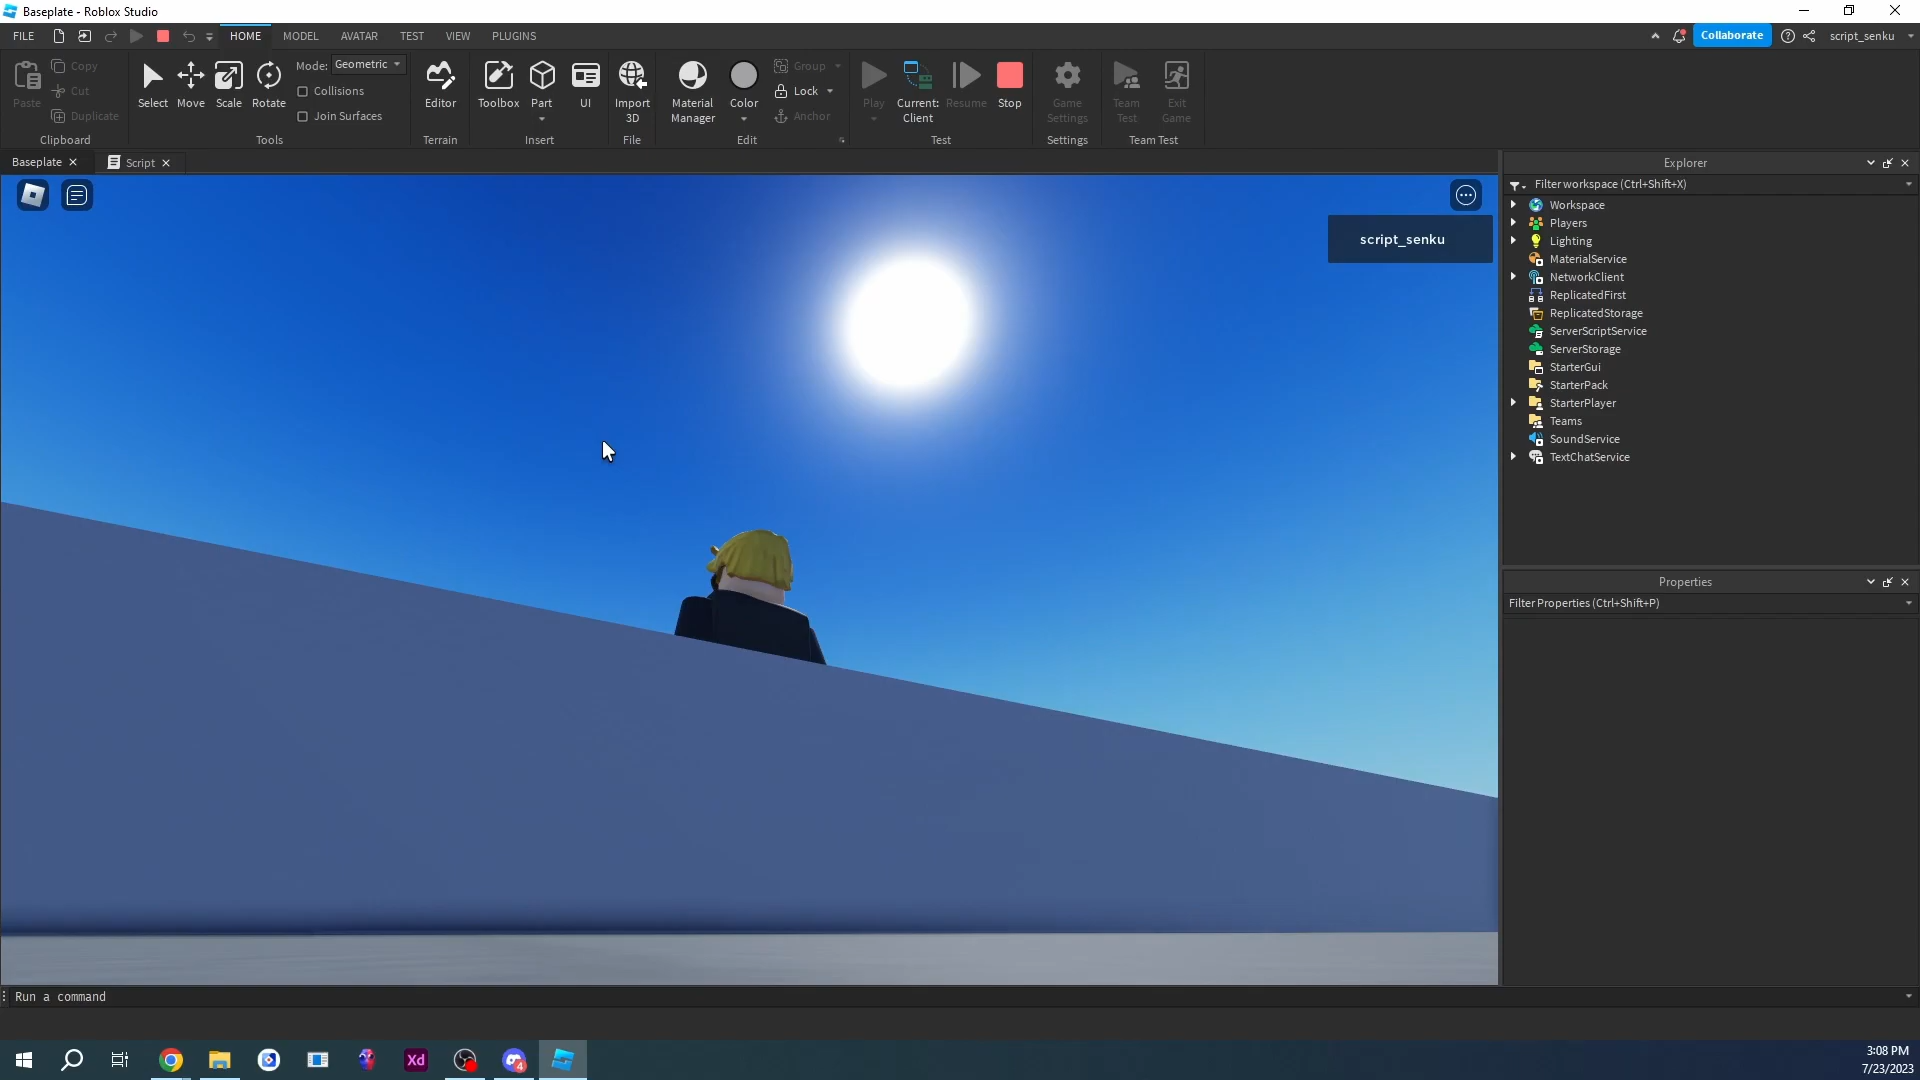 Baseplate - Roblox Studio
FILE
HOME
MODEL
AVATAR
TEST
VIEW
PLUGINS
Collaborate
script_senku
Paste
Copy
Cut
Duplicate
Clipboard
Select
Move
Scale
Rotate
Mode: Geometric
Collisions
Join Surfaces
Tools
Editor
Terrain
Toolbox
Part
UI
Insert
Import
3D
File
Material
Manager
Color
Group
Lock
Anchor
Edit
Play
Current:
Client
Resume
Stop
Test
Game
Settings
Settings
Team
Test
Exit
Game
Team Test
Baseplate
Script
script_senku
Explorer
Filter workspace (Ctrl+Shift+X)
Workspace
Players
Lighting
MaterialService
NetworkClient
ReplicatedFirst
ReplicatedStorage
ServerScriptService
ServerStorage
StarterGui
StarterPack
StarterPlayer
Teams
SoundService
TextChatService
Properties
Filter Properties (Ctrl+Shift+P)
Run a command
Xd
4
3:08 PM
7/23/2023